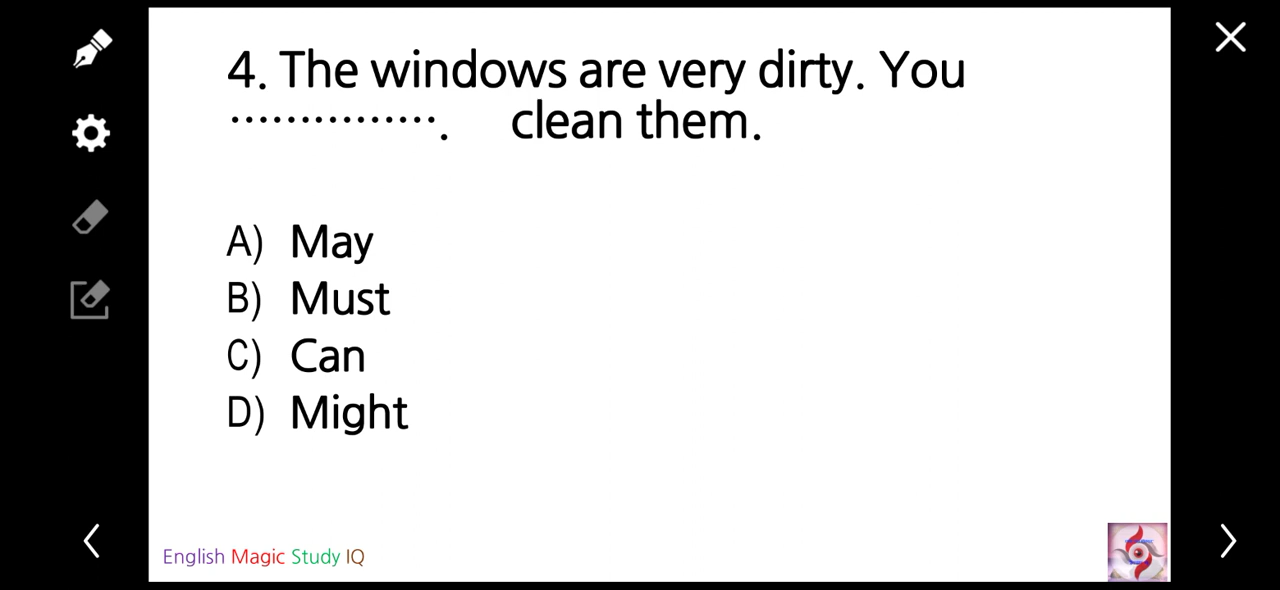 4. The windows are very dirty. You
................ clean them.
A) May
B) Must
C) Can
D) Might
English Magic Study IQ